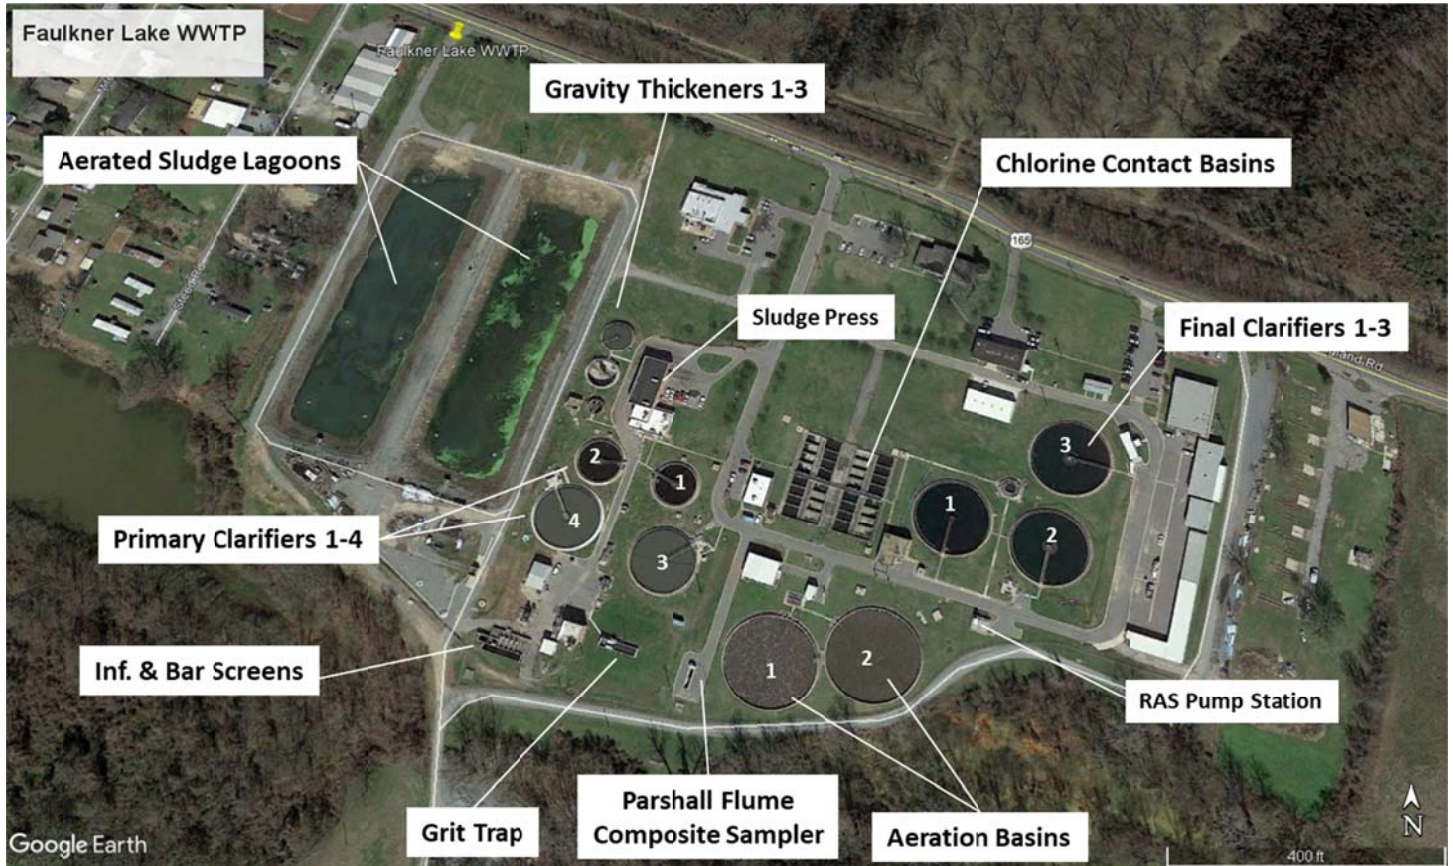 Faulkner Lake WWTP
Faulkner Lake WWTP
Gravity Thickeners 1-3
Aerated Sludge Lagoons
Chlorine Contact Basins
165
Sludge Press
Final Clarifiers 1-3
3
2
1
1
4
2
Primary Clarifiers 1-4
3
Inf. & Bar Screens
1
2
RAS Pump Station
Parshall Flume
Composite Sampler
Grit Trap
Aeration Basins
N
Google Earth
400 ft